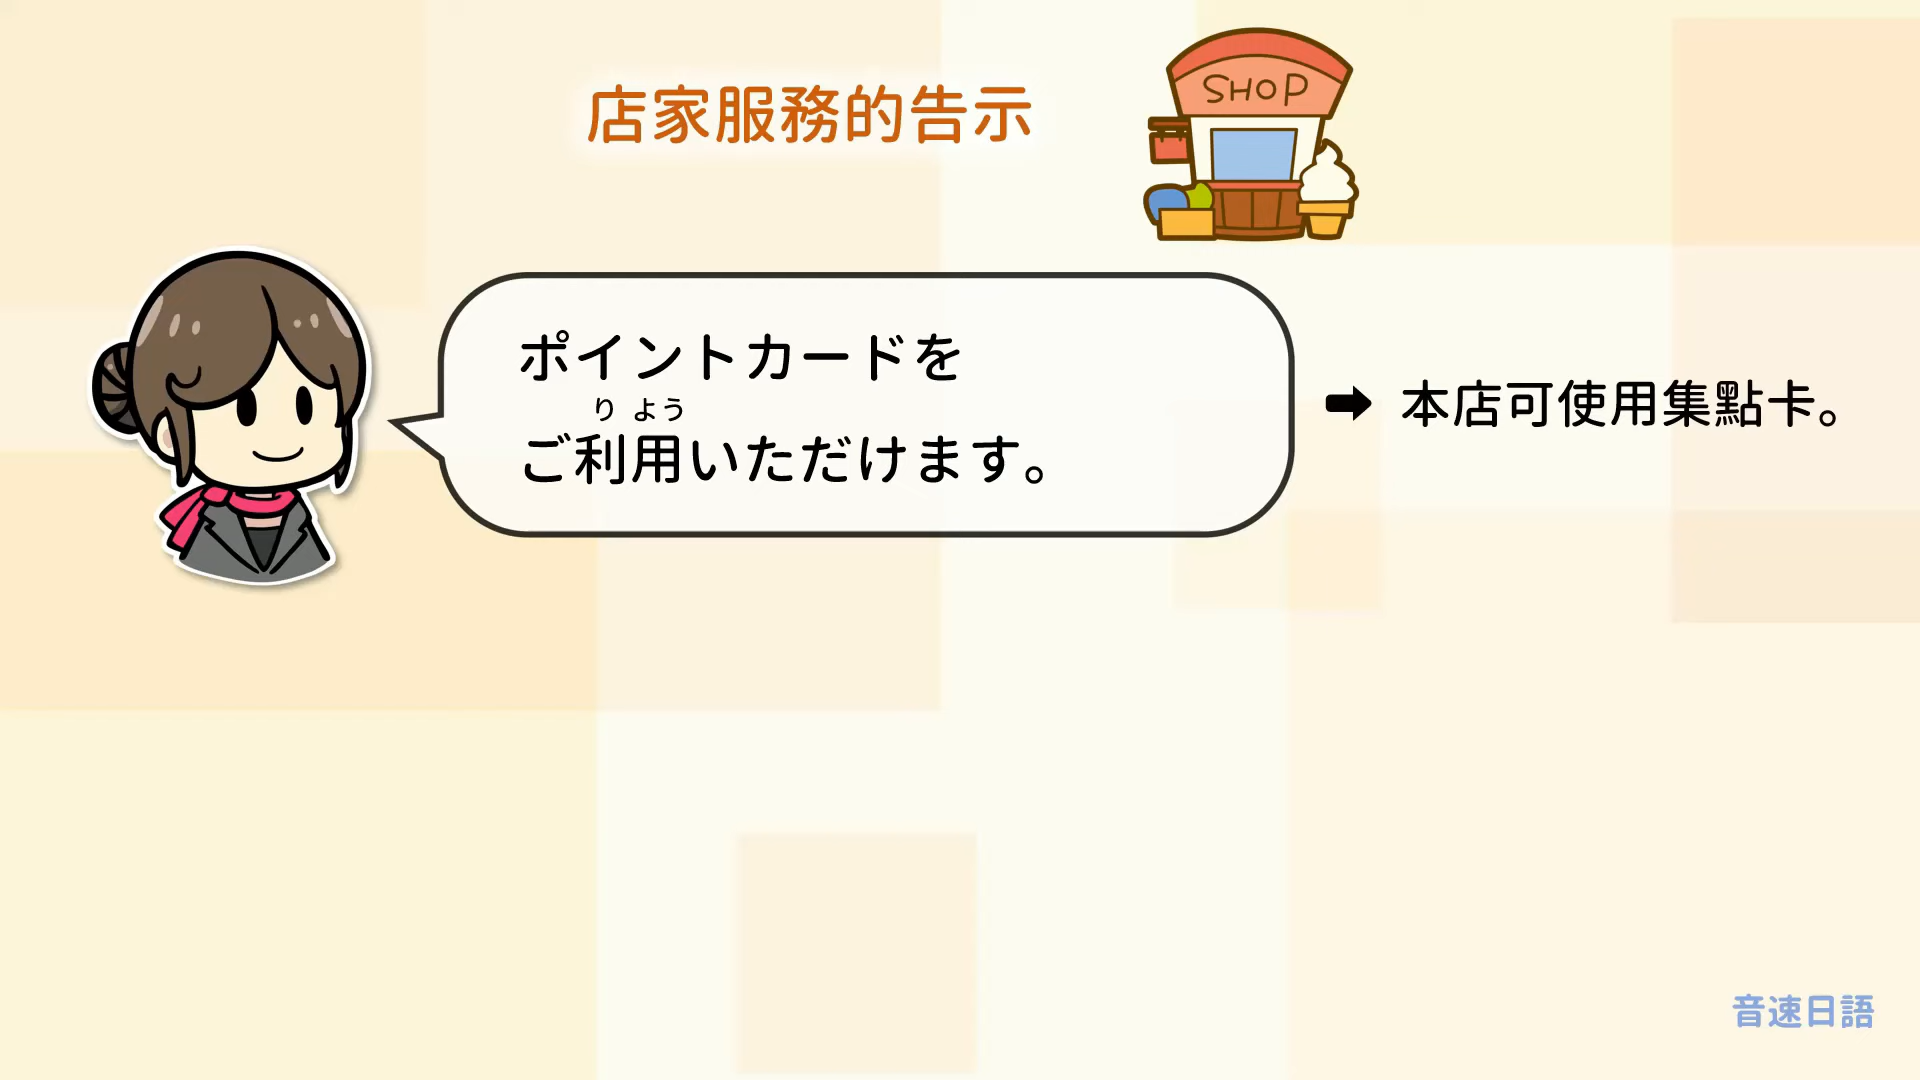 店家服務的告示
SHOP
ポイントカードを
り よう
ご利用いただけます。
➡ 本店可使用集點卡。
音速日語